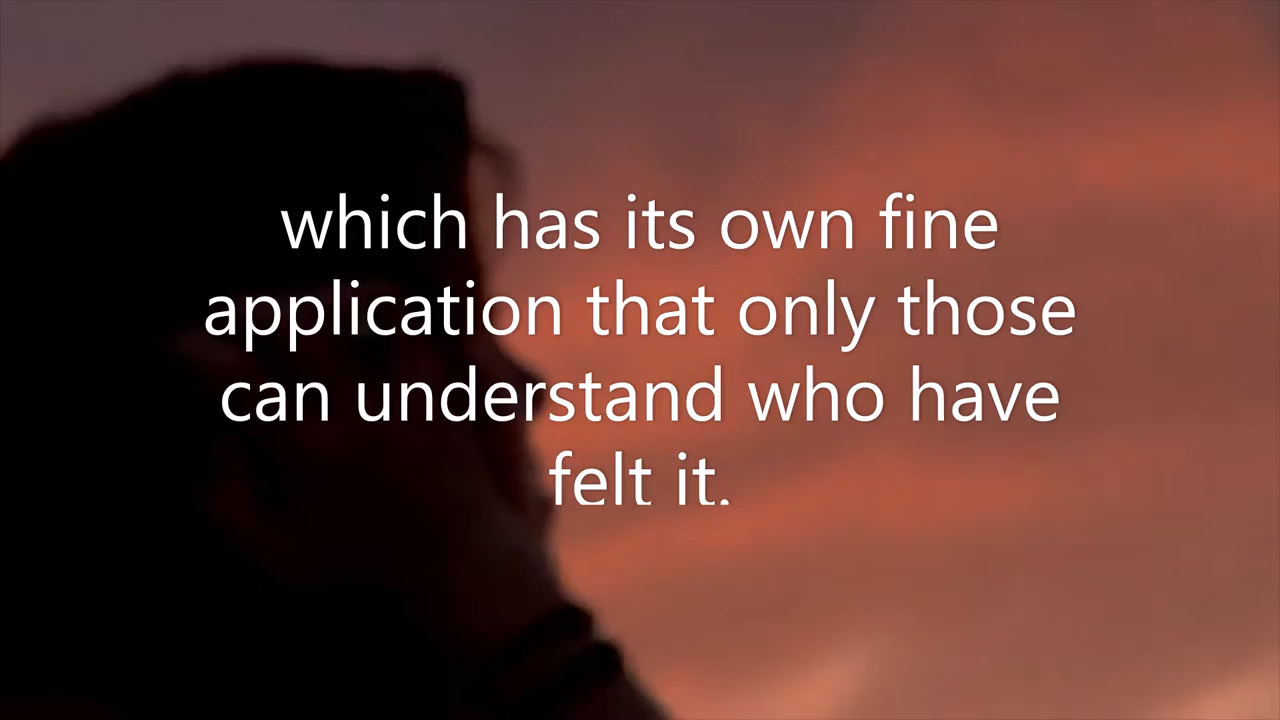 which has its own fine
application that only those
can understand who have
felt it.